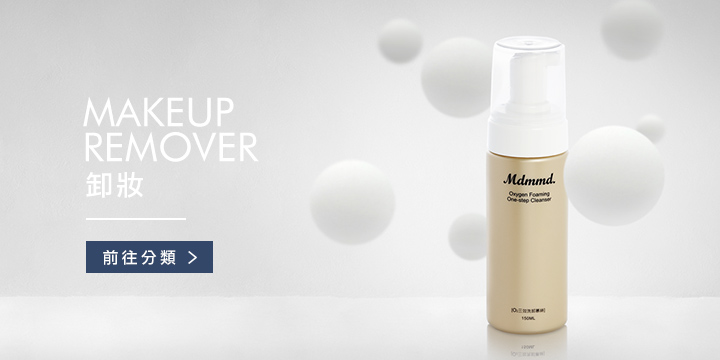 MAKEUP
REMOVER
卸妝
前往分類 >
Mdmmd.
Oxygen Foaming
One-step Cleanser
150ML